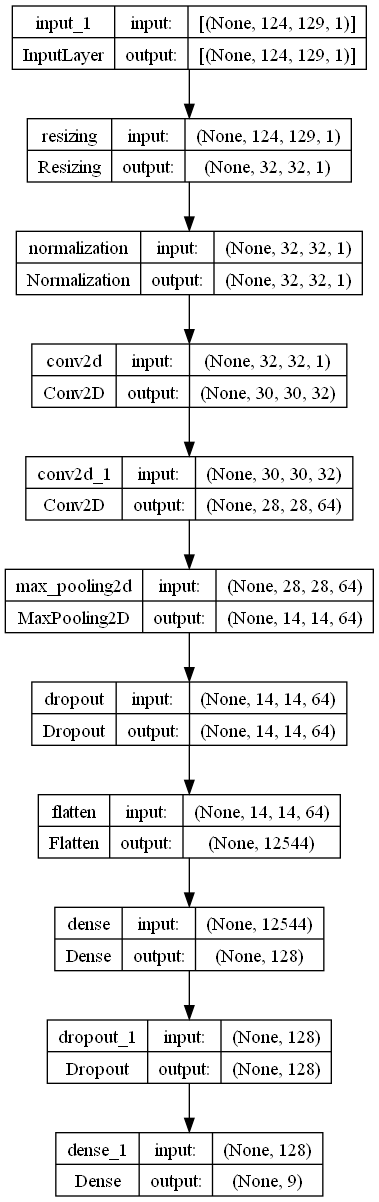 input_1 input: [(None, 124, 129, 1)]
InputLayer output: [(None, 124, 129, 1)]
resizing input: (None, 124, 129, 1)
Resizing output: (None, 32, 32, 1)
normalization input: (None, 32, 32, 1)
Normalization output: (None, 32, 32, 1)
conv2d input: (None, 32, 32, 1)
Conv2D output: (None, 30, 30, 32)
conv2d_1 input: (None, 30, 30, 32)
Conv2D output: (None, 28, 28, 64)
max_pooling2d input: (None, 28, 28, 64)
MaxPooling2D output: (None, 14, 14, 64)
dropout input: (None, 14, 14, 64)
Dropout output: (None, 14, 14, 64)
flatten input: (None, 14, 14, 64)
Flatten output: (None, 12544)
dense input: (None, 12544)
Dense output: (None, 128)
dropout_1 input: (None, 128)
Dropout output: (None, 128)
dense_1 input: (None, 128)
Dense output: (None, 9)